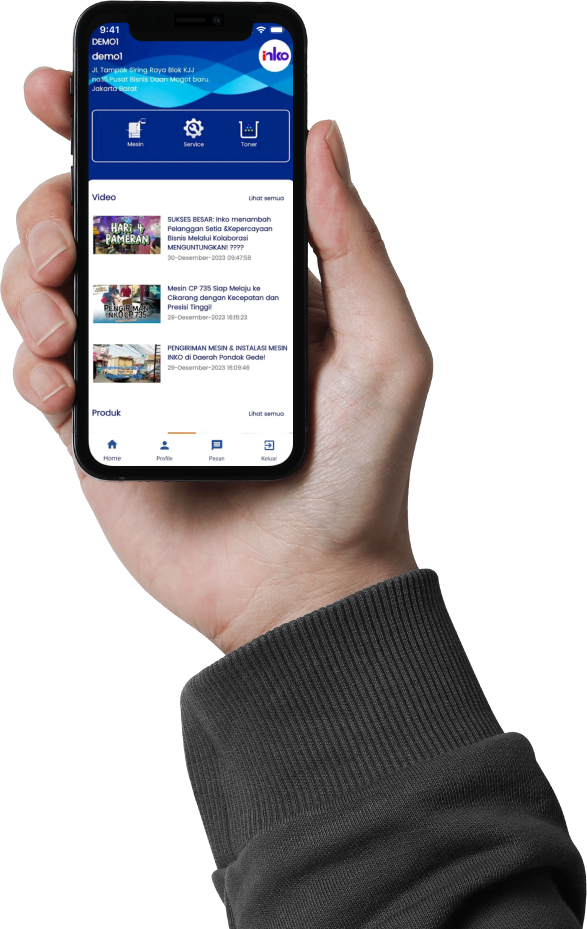 9:41
DEMO1
demo1
inko
Jl. Tampak Siring Raya Blok KJJ
no.15,Pusat Bisnis Daan Mogot baru.
Jakarta Barat
Mesin
Service
Toner
Video
Lihat semua
HARI 4
PAMERAN
SUKSES BESAR: Inko menambah
Pelanggan Setia &Kepercayaan
Bisnis Melalui Kolaborasi
MENGUNTUNGKAN! ????
30-Desember-2023 09:47:58
PENGIRIMAN
INKO CP 735
Mesin CP 735 Siap Melaju ke
Cikarang dengan Kecepatan dan
Presisi Tinggi!
29-Desember-2023 16:15:23
PENGIRIMAN MESIN & INSTALASI MESIN
INKO di Daerah Pondok Gede!
29-Desember-2023 16:09:46
Produk
Lihat semua
Home
Profile
Pesan
Keluar